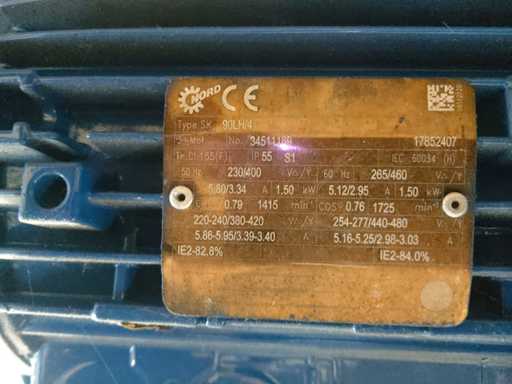 NORD CE
Type SK 90LH/4
3~Mot. No. 34511189 17852407
Th.Cl.155(F) IP 55 S1 IEC 60034 (H)
50 Hz 230/400 V△/Y 60 Hz 265/460 V△/Y
5.80/3.34 A 1.50 kW 5.12/2.95 A 1.50 kW
0.79 1415 min⁻¹ cosφ 0.76 1725 min⁻¹
220-240/380-420 V△/Y 254-277/440-480 V△/Y
5.86-5.95/3.39-3.40 A 5.16-5.25/2.98-3.03 A
IE2-82.8% IE2-84.0%